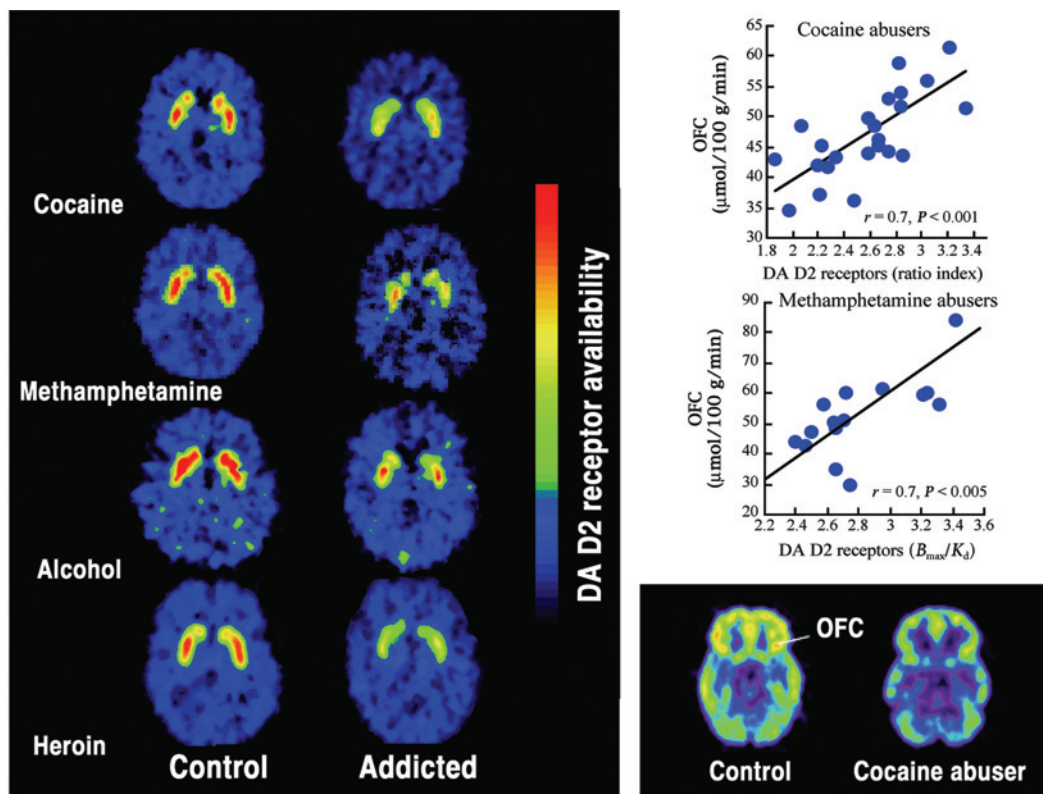 Cocaine
Methamphetamine
Alcohol
Heroin
Control
Addicted
DA D2 receptor availability
Cocaine abusers
OFC
(μmol/100 g/min)
65
60
55
50
45
40
35
30
r = 0.7, P < 0.001
1.8 2 2.2 2.4 2.6 2.8 3 3.2 3.4
DA D2 receptors (ratio index)
Methamphetamine abusers
OFC
(μmol/100 g/min)
90
80
70
60
50
40
30
20
10
r = 0.7, P < 0.005
2.2 2.4 2.6 2.8 3 3.2 3.4 3.6
DA D2 receptors (Bmax/Kd)
OFC
Control
Cocaine abuser